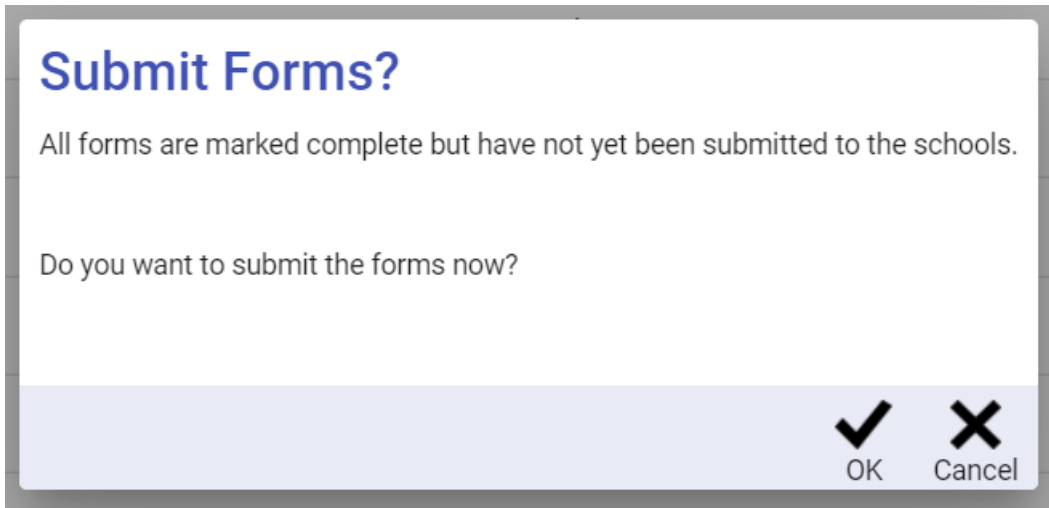 Submit Forms?
All forms are marked complete but have not yet been submitted to the schools.
Do you want to submit the forms now?
OK Cancel